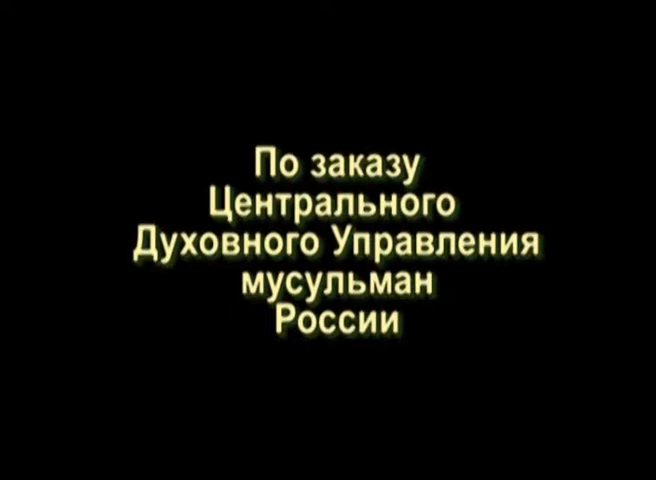 По заказу
Центрального
Духовного Управления
мусульман
России